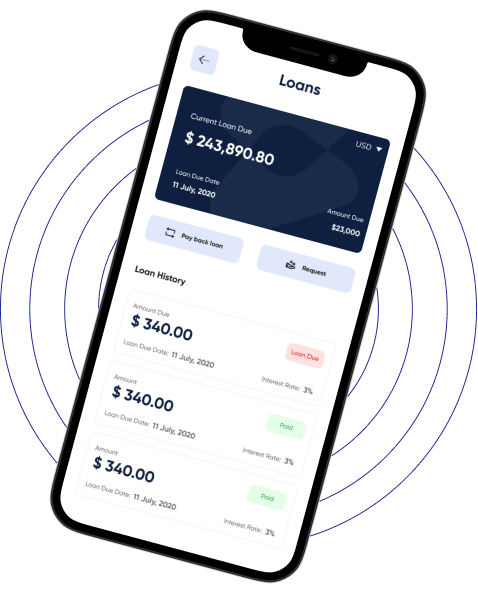 Loans
Current Loan Due
USD
$ 243,890.80
Loan Due Date
11 July, 2020
Amount Due
$23,000
Pay back loan
Request
Loan History
Amount Due
$ 340.00
Loan Due
Loan Due Date: 11 July, 2020
Interest Rate: 3%
Amount
$ 340.00
Paid
Loan Due Date: 11 July, 2020
Interest Rate: 3%
Amount
$ 340.00
Paid
Loan Due Date: 11 July, 2020
Interest Rate: 3%